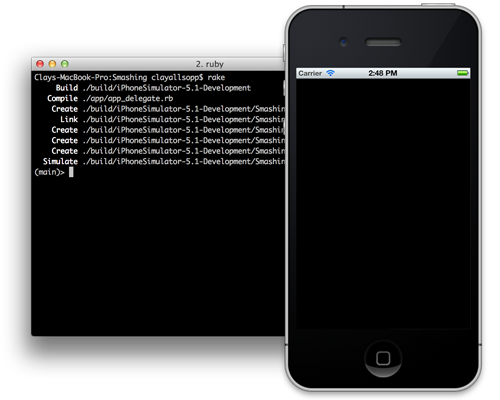 2. ruby
Clays-MacBook-Pro:Smashing clayallsopp$ rake
Build ./build/iPhoneSimulator-5.1-Development
Compile ./app/app_delegate.rb
Create ./build/iPhoneSimulator-5.1-Development/Smashin
Link ./build/iPhoneSimulator-5.1-Development/Smashin
Create ./build/iPhoneSimulator-5.1-Development/Smashin
Create ./build/iPhoneSimulator-5.1-Development/Smashin
Create ./build/iPhoneSimulator-5.1-Development/Smashin
Simulate ./build/iPhoneSimulator-5.1-Development/Smashin
(main)>
Carrier 2:48 PM